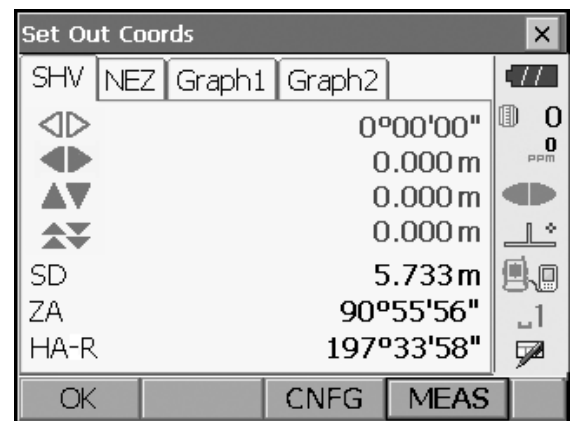 Set Out Coords
SHV NEZ Graph1 Graph2
0°00'00"
0.000 m
0.000 m
0.000 m
SD 5.733 m
ZA 90°55'56"
HA-R 197°33'58"
0
0
PPM
1
OK CNFG MEAS